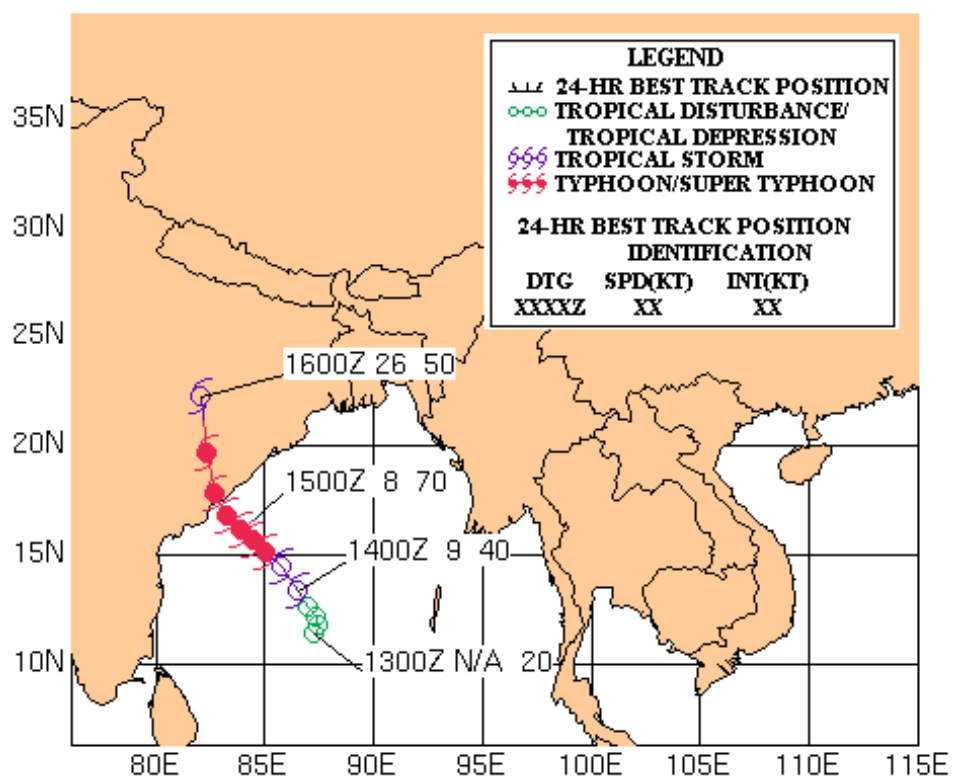 LEGEND
24-HR BEST TRACK POSITION
TROPICAL DISTURBANCE/
TROPICAL DEPRESSION
TROPICAL STORM
TYPHOON/SUPER TYPHOON
24-HR BEST TRACK POSITION
IDENTIFICATION
DTG SPD(KT) INT(KT)
XXXXZ XX XX
35N
30N
25N
1600Z 26 50
20N
1500Z 8 70
15N
1400Z 9 40
10N
1300Z N/A 20
80E 85E 90E 95E 100E 105E 110E 115E